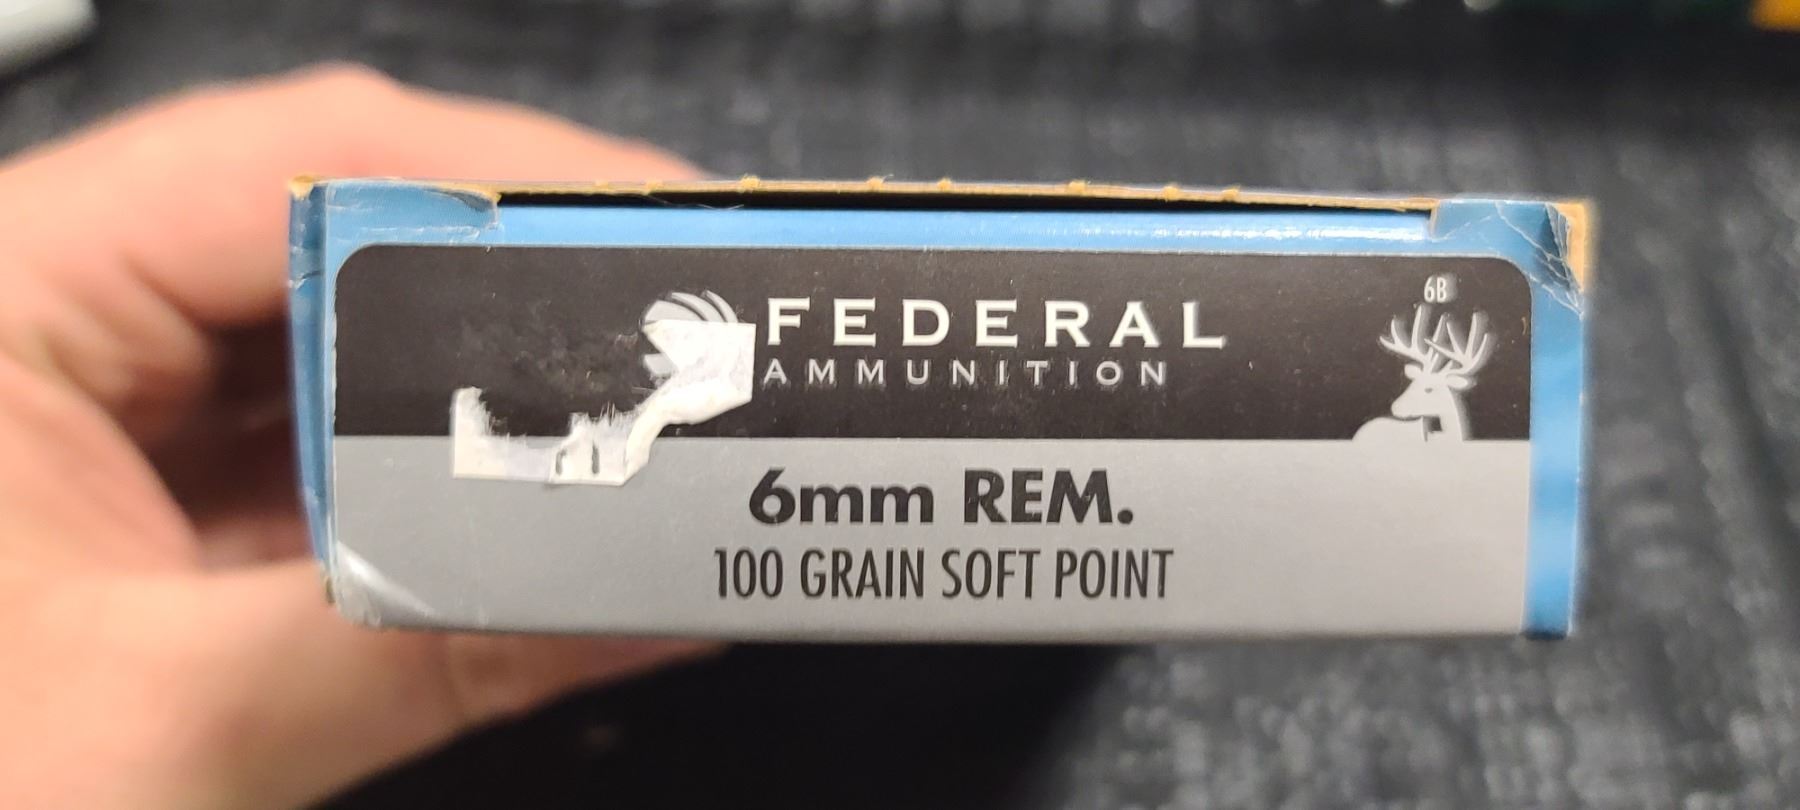 6B
FEDERAL
AMMUNITION
6mm REM.
100 GRAIN SOFT POINT